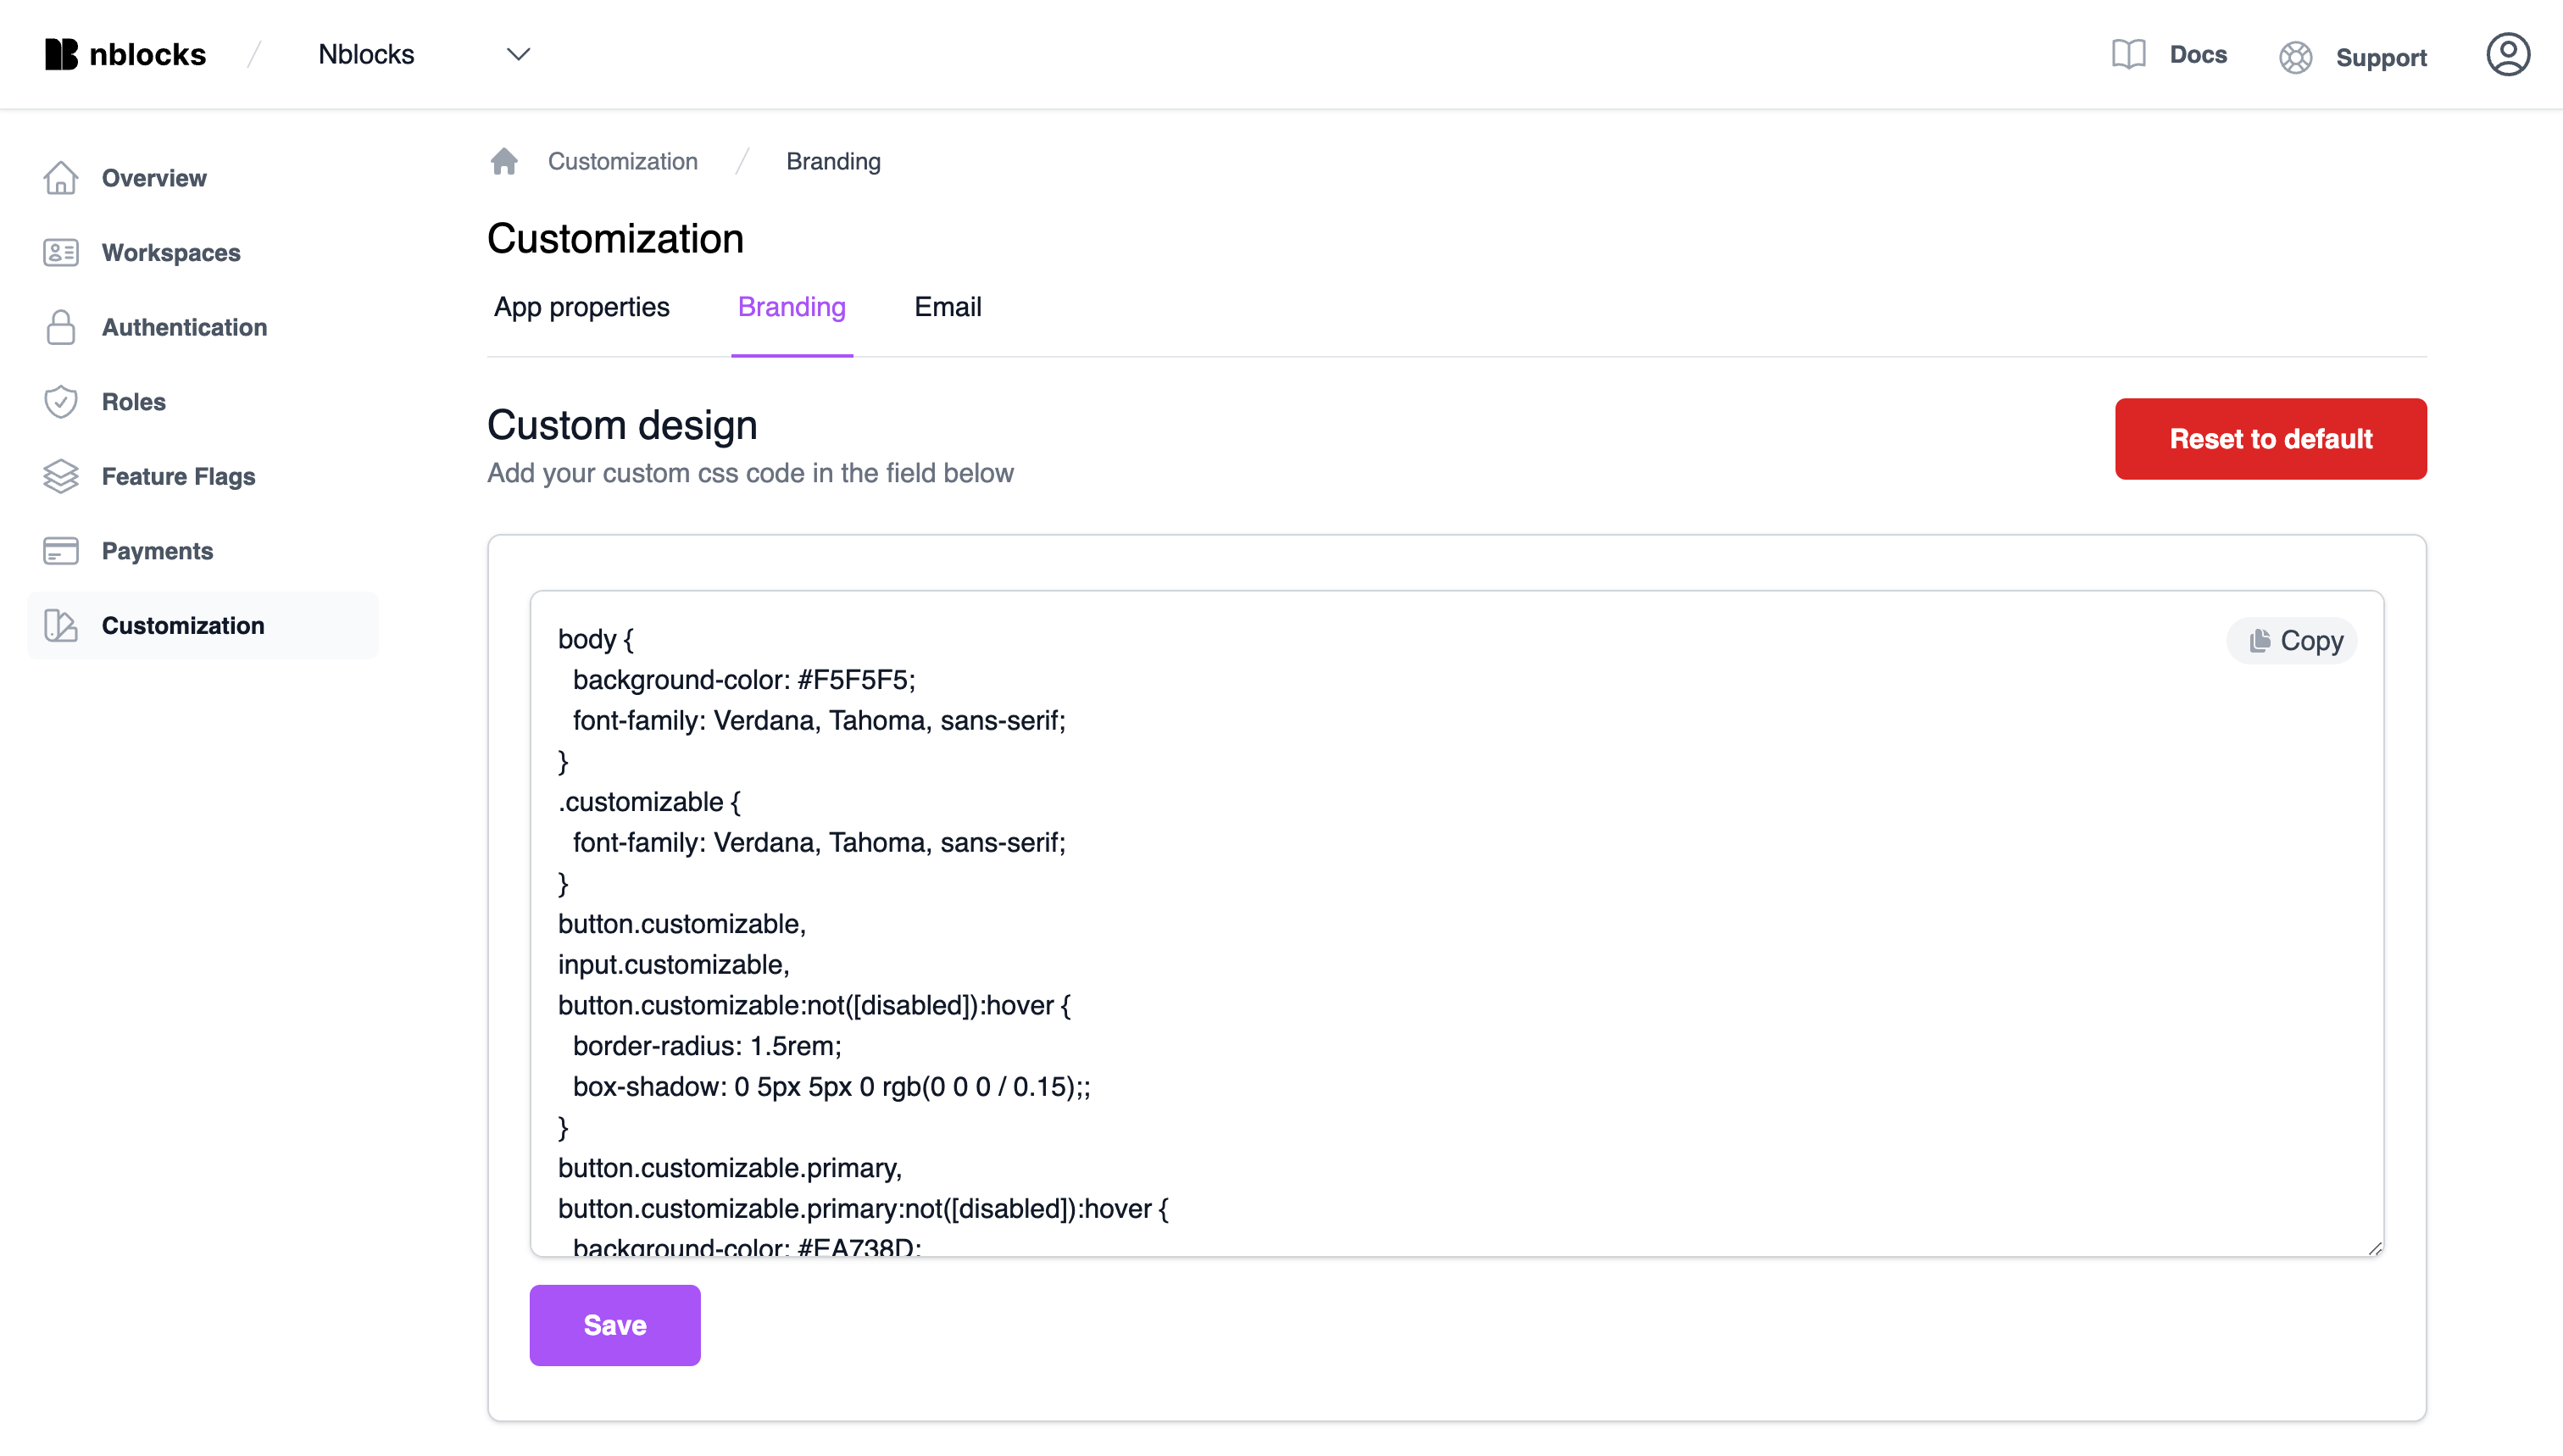 nblocks / Nblocks
Docs
Support
Overview
Workspaces
Authentication
Roles
Feature Flags
Payments
Customization
Customization / Branding
Customization
App properties
Branding
Email
Custom design
Add your custom css code in the field below
Reset to default
Copy
body {
  background-color: #F5F5F5;
  font-family: Verdana, Tahoma, sans-serif;
}
.customizable {
  font-family: Verdana, Tahoma, sans-serif;
}
button.customizable,
input.customizable,
button.customizable:not([disabled]):hover {
  border-radius: 1.5rem;
  box-shadow: 0 5px 5px 0 rgb(0 0 0 / 0.15);;
}
button.customizable.primary,
button.customizable.primary:not([disabled]):hover {
  background-color: #EA738D;
Save